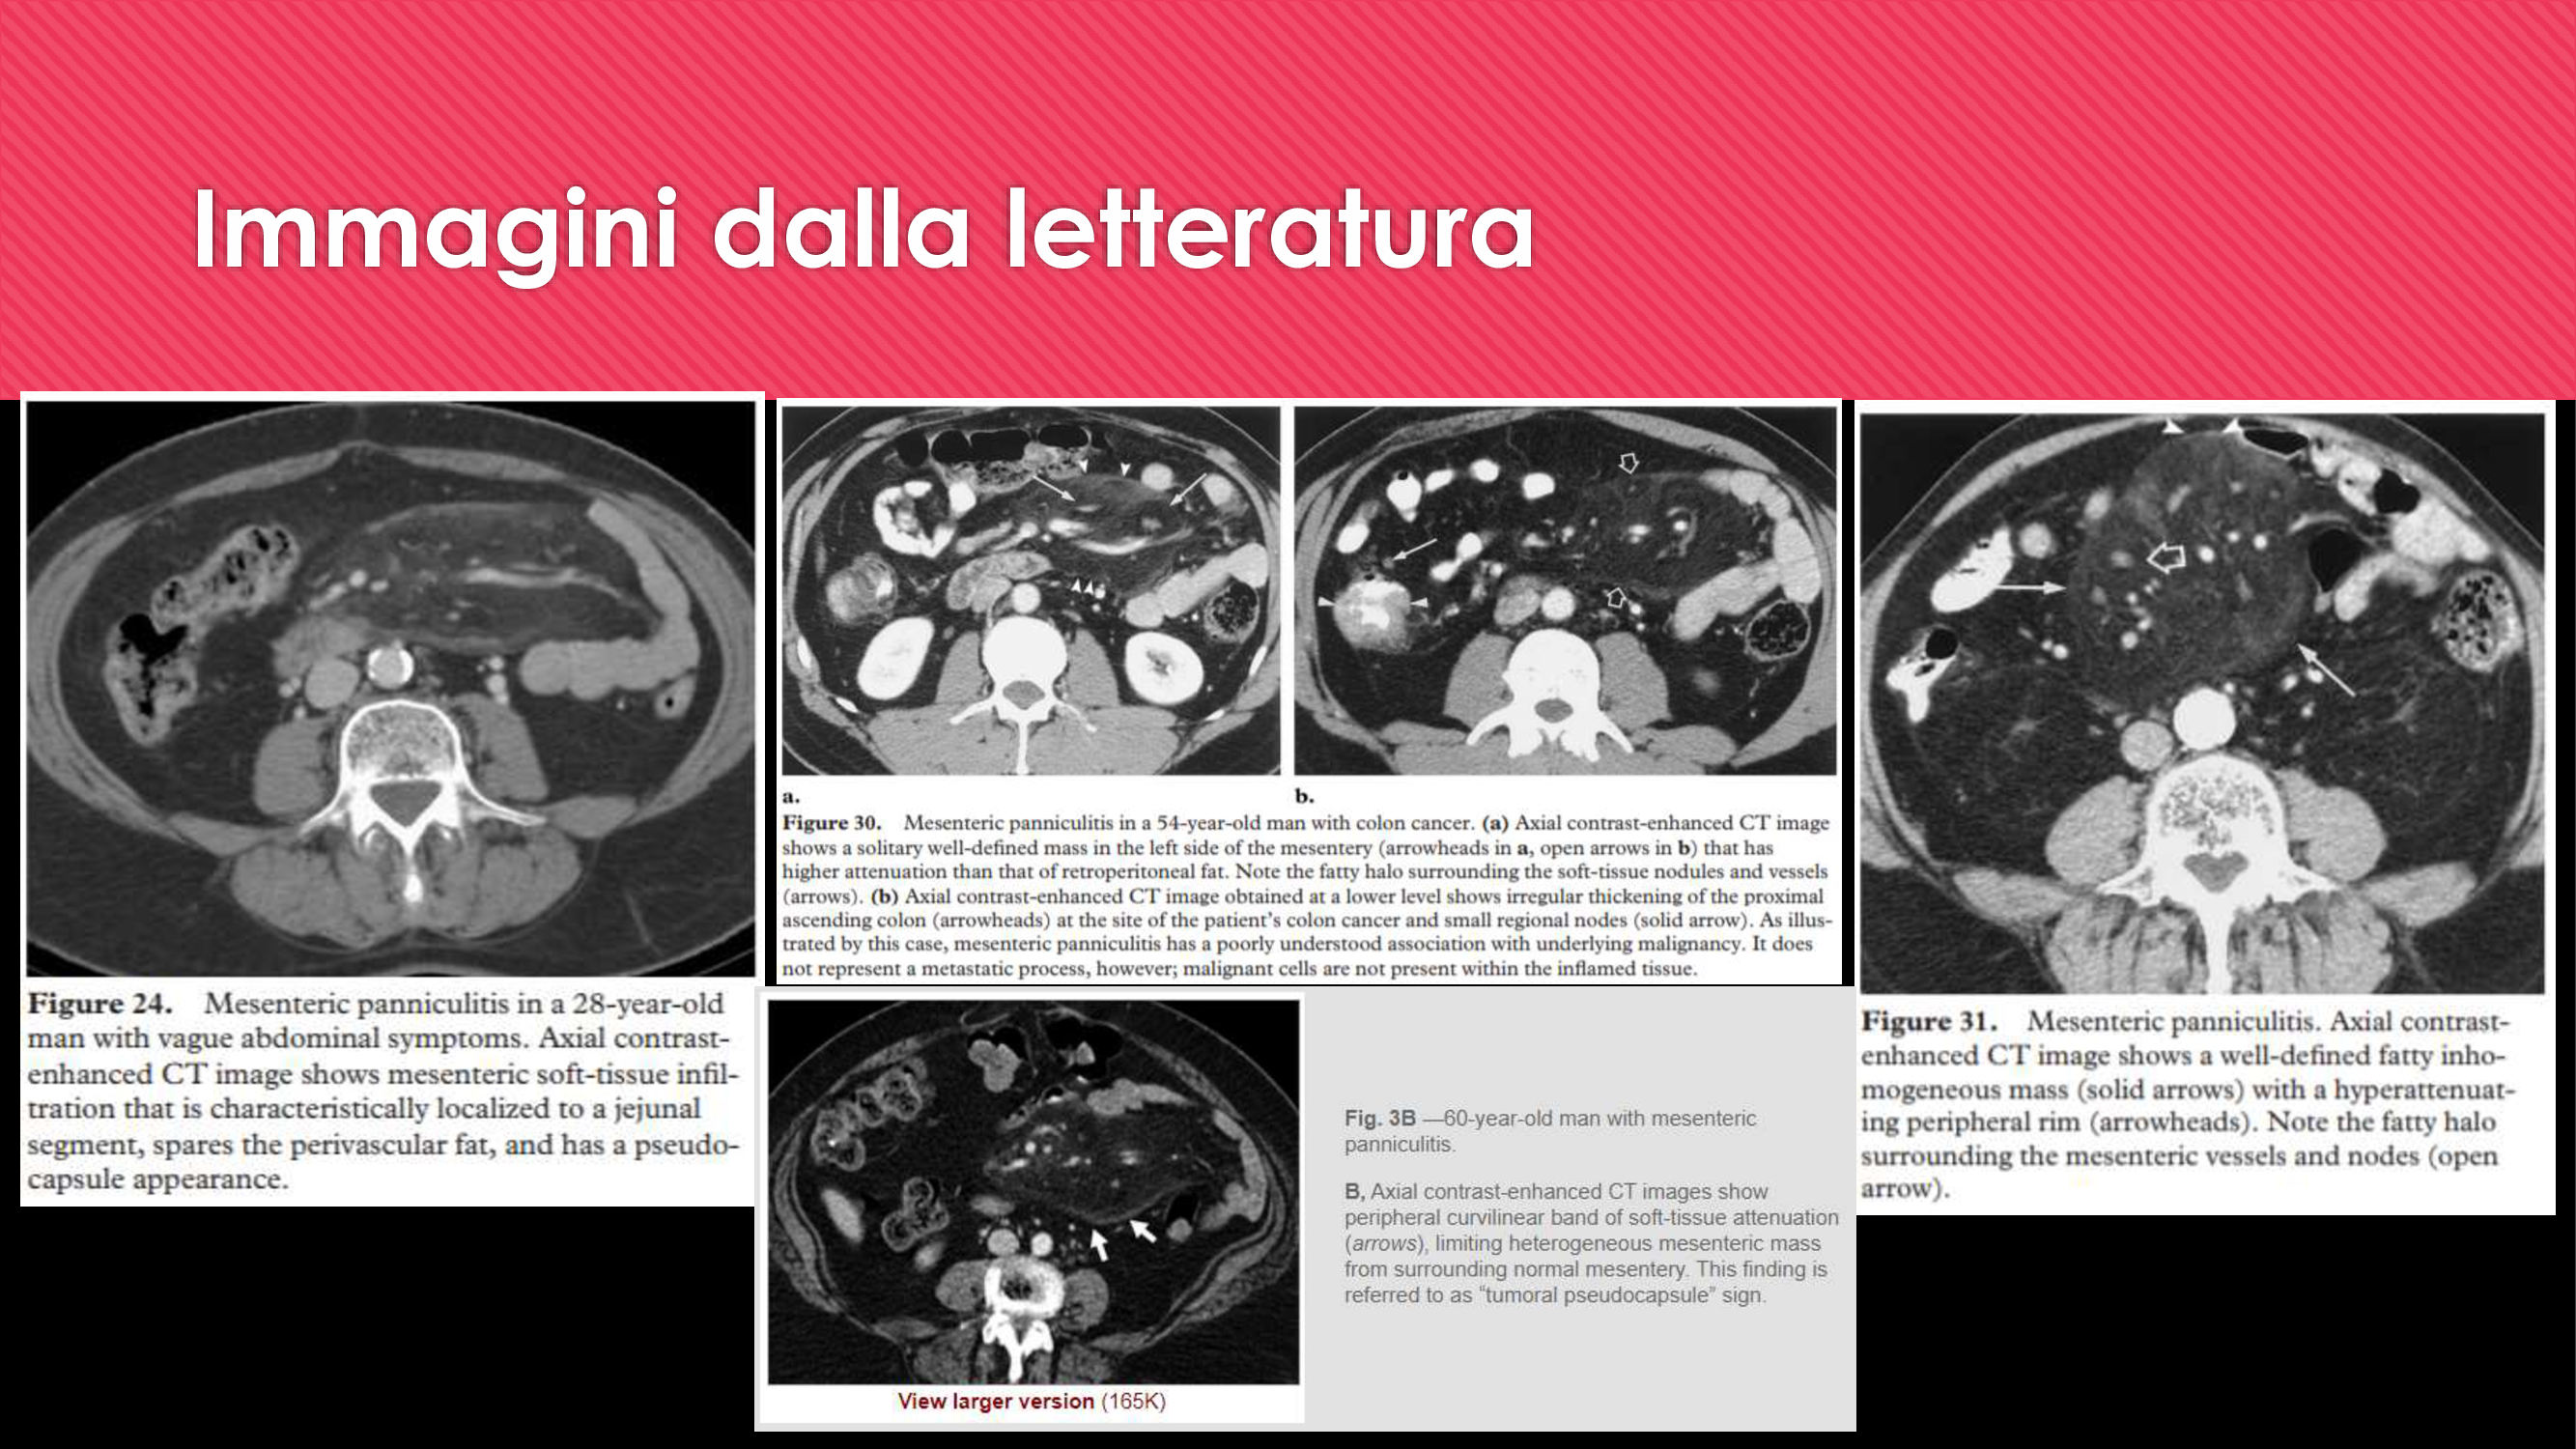 Immagini dalla letteratura
Figure 24. Mesenteric panniculitis in a 28-year-old
man with vague abdominal symptoms. Axial contrast-
enhanced CT image shows mesenteric soft-tissue infil-
tration that is characteristically localized to a jejunal
segment, spares the perivascular fat, and has a pseudo-
capsule appearance.
a.
b.
Figure 30. Mesenteric panniculitis in a 54-year-old man with colon cancer. (a) Axial contrast-enhanced CT image
shows a solitary well-defined mass in the left side of the mesentery (arrowheads in a, open arrows in b) that has
higher attenuation than that of retroperitoneal fat. Note the fatty halo surrounding the soft-tissue nodules and vessels
(arrows). (b) Axial contrast-enhanced CT image obtained at a lower level shows irregular thickening of the proximal
ascending colon (arrowheads) at the site of the patient's colon cancer and small regional nodes (solid arrow). As illus-
trated by this case, mesenteric panniculitis has a poorly understood association with underlying malignancy. It does
not represent a metastatic process, however; malignant cells are not present within the inflamed tissue.
View larger version (165K)
Fig. 3B —60-year-old man with mesenteric
panniculitis.
B, Axial contrast-enhanced CT images show
peripheral curvilinear band of soft-tissue attenuation
(arrows), limiting heterogeneous mesenteric mass
from surrounding normal mesentery. This finding is
referred to as “tumoral pseudocapsule” sign.
Figure 31. Mesenteric panniculitis. Axial contrast-
enhanced CT image shows a well-defined fatty inho-
mogeneous mass (solid arrows) with a hyperattenuat-
ing peripheral rim (arrowheads). Note the fatty halo
surrounding the mesenteric vessels and nodes (open
arrow).